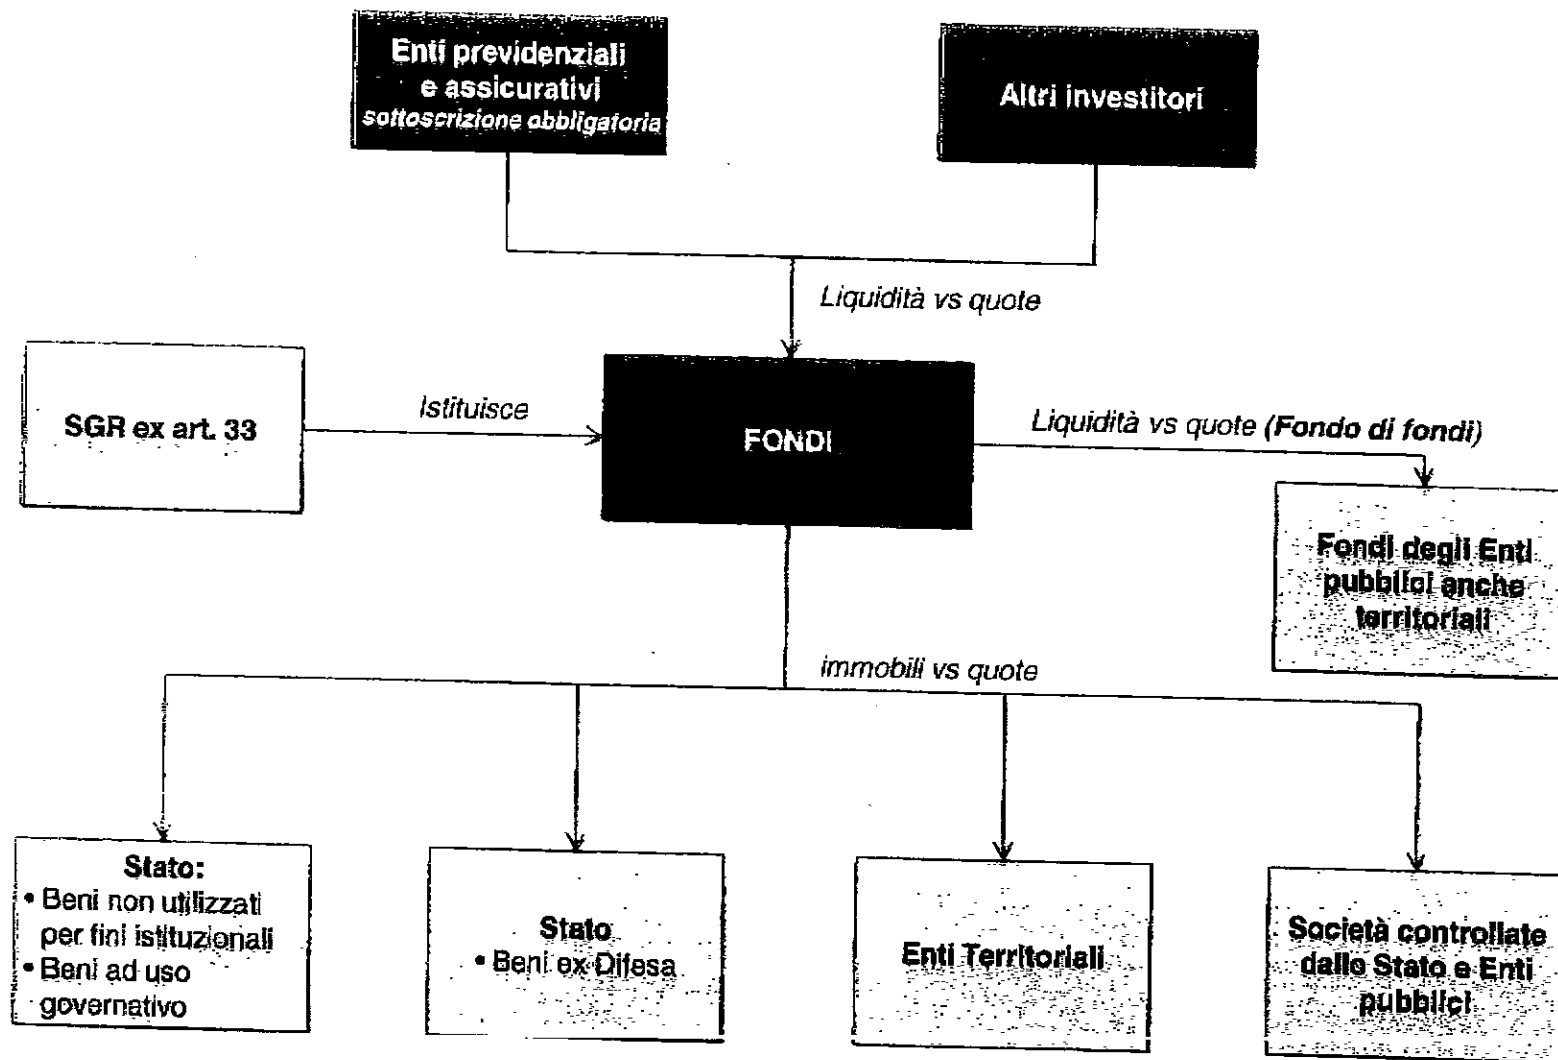 Enti previdenziali
e assicurativi
sottoscrizione obbligatoria
Altri investitori
Liquidità vs quote
SGR ex art. 33
Istituisce
FONDI
Liquidità vs quote (Fondo di fondi)
Fondi degli Enti
pubblici anche
territoriali
immobili vs quote
Stato:
• Beni non utilizzati
per fini istituzionali
• Beni ad uso
governativo
Stato
• Beni ex Difesa
Enti Territoriali
Società controllate
dallo Stato e Enti
pubblici